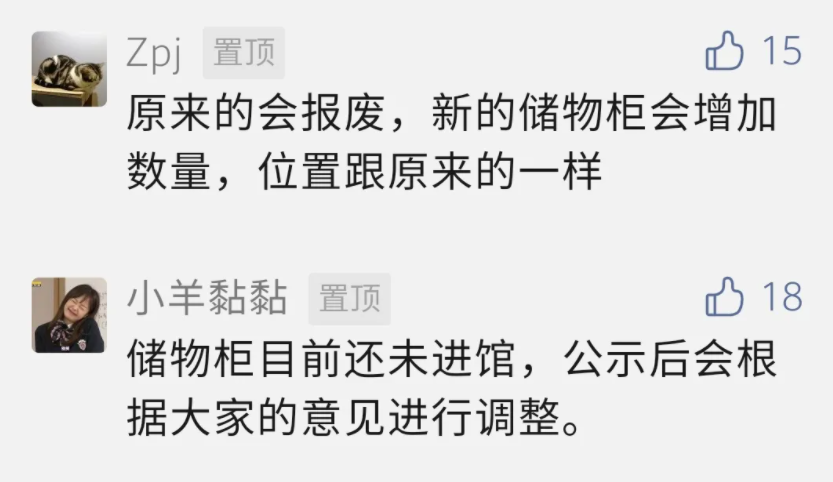 Zpj 置顶 15
原来的会报废，新的储物柜会增加
数量，位置跟原来的一样
小羊黏黏 置顶 18
储物柜目前还未进馆，公示后会根
据大家的意见进行调整。